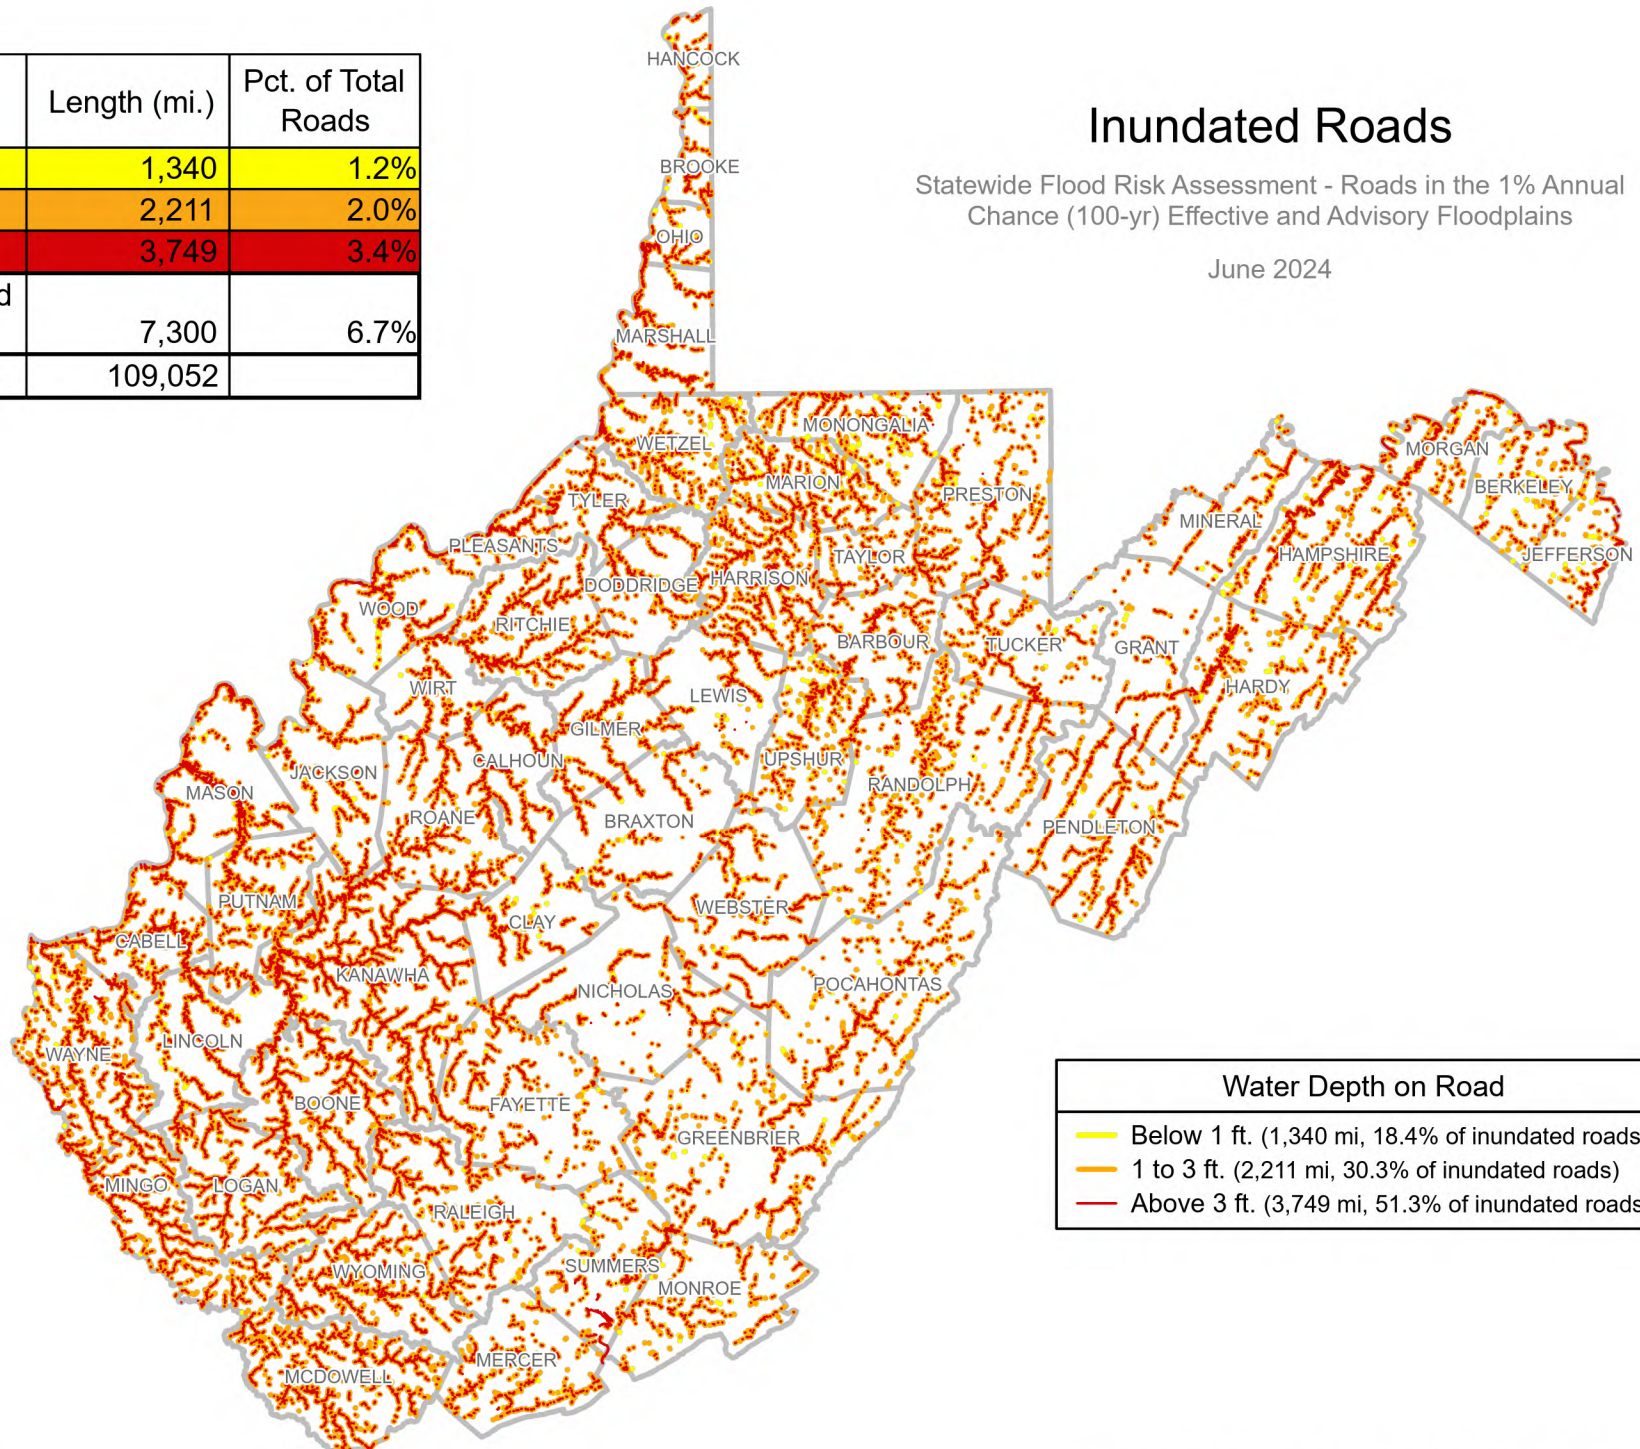 Length (mi.)
Pct. of Total
Roads
1,340 1.2%
2,211 2.0%
3,749 3.4%
d
7,300 6.7%
109,052
Inundated Roads
Statewide Flood Risk Assessment - Roads in the 1% Annual
Chance (100-yr) Effective and Advisory Floodplains
June 2024
HANCOCK
BROOKE
OHIO
MARSHALL
WETZEL
MONONGALIA
MARION
PRESTON
TYLER
PLEASANTS
DODDRIDGE
HARRISON
TAYLOR
MINERAL
HAMPSHIRE
MORGAN
BERKELEY
JEFFERSON
WOOD
RITCHIE
BARBOUR
TUCKER
GRANT
HARDY
WIRT
LEWIS
GILMER
CALHOUN
UPSHUR
RANDOLPH
JACKSON
MASON
ROANE
BRAXTON
PENDLETON
PUTNAM
CLAY
WEBSTER
CABELL
KANAWHA
NICHOLAS
POCAHONTAS
LINCOLN
WAYNE
BOONE
FAYETTE
GREENBRIER
MINGO
LOGAN
RALEIGH
WYOMING
SUMMERS
MONROE
MERCER
MCDOWELL
Water Depth on Road
Below 1 ft. (1,340 mi, 18.4% of inundated roads
1 to 3 ft. (2,211 mi, 30.3% of inundated roads)
Above 3 ft. (3,749 mi, 51.3% of inundated roads